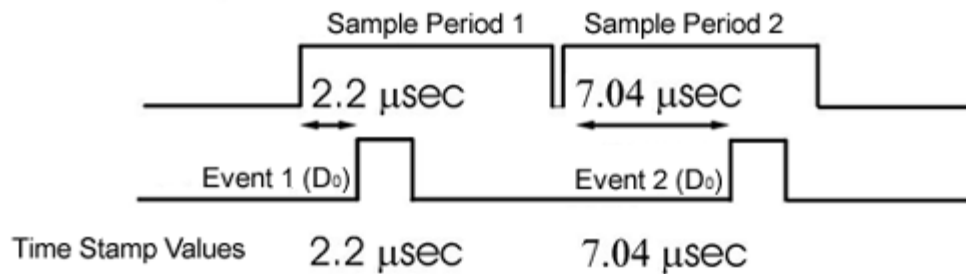 Sample Period 1 Sample Period 2
2.2 μsec 7.04 μsec
Event 1 (D₀) Event 2 (D₀)
Time Stamp Values 2.2 μsec 7.04 μsec